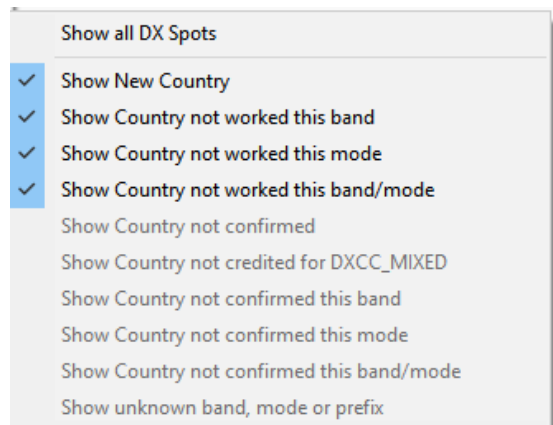 Show all DX Spots
Show New Country
Show Country not worked this band
Show Country not worked this mode
Show Country not worked this band/mode
Show Country not confirmed
Show Country not credited for DXCC_MIXED
Show Country not confirmed this band
Show Country not confirmed this mode
Show Country not confirmed this band/mode
Show unknown band, mode or prefix